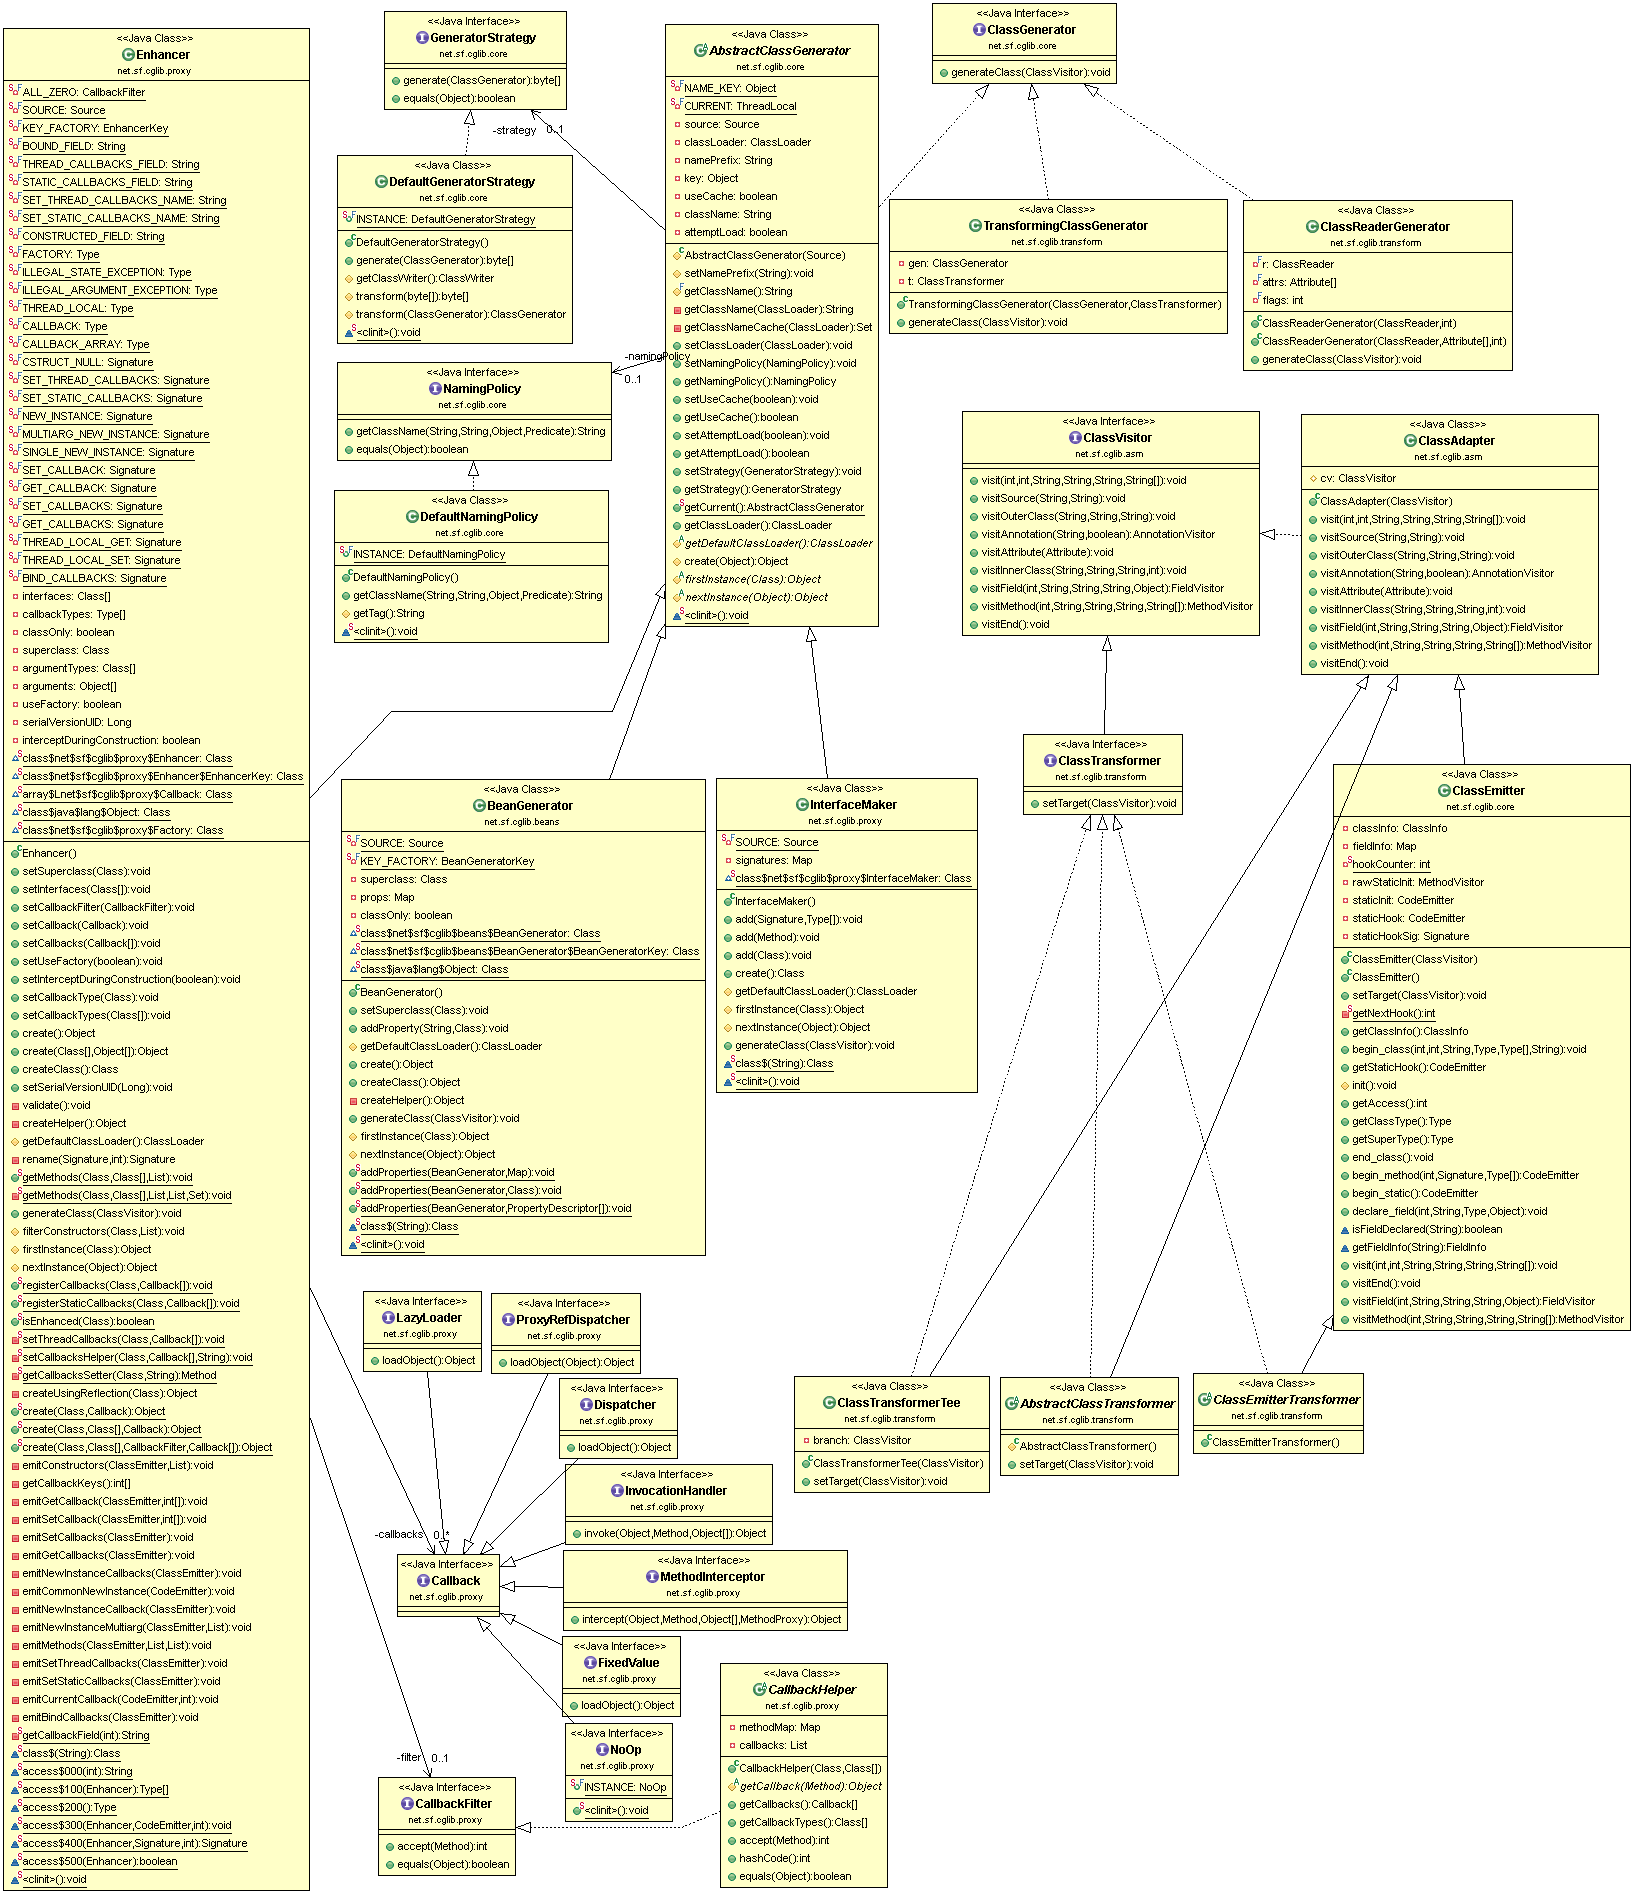 <<Java Class>>
Enhancer
net.sf.cglib.proxy
ALL_ZERO: CallbackFilter
SOURCE: Source
KEY_FACTORY: EnhancerKey
BOUND_FIELD: String
THREAD_CALLBACKS_FIELD: String
STATIC_CALLBACKS_FIELD: String
SET_THREAD_CALLBACKS_NAME: String
SET_STATIC_CALLBACKS_NAME: String
CONSTRUCTED_FIELD: String
FACTORY: Type
ILLEGAL_STATE_EXCEPTION: Type
ILLEGAL_ARGUMENT_EXCEPTION: Type
THREAD_LOCAL: Type
CALLBACK: Type
CALLBACK_ARRAY: Type
CSTRUCT_NULL: Signature
SET_THREAD_CALLBACKS: Signature
SET_STATIC_CALLBACKS: Signature
NEW_INSTANCE: Signature
MULTIARG_NEW_INSTANCE: Signature
SINGLE_NEW_INSTANCE: Signature
SET_CALLBACK: Signature
GET_CALLBACK: Signature
SET_CALLBACKS: Signature
GET_CALLBACKS: Signature
THREAD_LOCAL_GET: Signature
THREAD_LOCAL_SET: Signature
BIND_CALLBACKS: Signature
interfaces: Class[]
callbackTypes: Type[]
classOnly: boolean
superclass: Class
argumentTypes: Class[]
arguments: Object[]
useFactory: boolean
serialVersionUID: Long
interceptDuringConstruction: boolean
class$net$sf$cglib$proxy$Enhancer: Class
class$net$sf$cglib$proxy$Enhancer$EnhancerKey: Class
array$Lnet$sf$cglib$proxy$Callback: Class
class$java$lang$Object: Class
class$net$sf$cglib$proxy$Factory: Class
Enhancer()
setSuperclass(Class):void
setInterfaces(Class[]):void
setCallbackFilter(CallbackFilter):void
setCallback(Callback):void
setCallbacks(Callback[]):void
setUseFactory(boolean):void
setInterceptDuringConstruction(boolean):void
setCallbackType(Class):void
setCallbackTypes(Class[]):void
create():Object
create(Class[],Object[]):Object
createClass():Class
setSerialVersionUID(Long):void
validate():void
createHelper():Object
getDefaultClassLoader():ClassLoader
rename(Signature,int):Signature
getMethods(Class,Class[],List):void
getMethods(Class,Class[],List,List,Set):void
generateClass(ClassVisitor):void
filterConstructors(Class,List):void
firstInstance(Class):Object
nextInstance(Object):Object
registerCallbacks(Class,Callback[]):void
registerStaticCallbacks(Class,Callback[]):void
isEnhanced(Class):boolean
setThreadCallbacks(Class,Callback[]):void
setCallbacksHelper(Class,Callback[],String):void
getCallbacksSetter(Class,String):Method
createUsingReflection(Class):Object
create(Class,Callback):Object
create(Class,Class[],Callback):Object
create(Class,Class[],CallbackFilter,Callback[]):Object
emitConstructors(ClassEmitter,List):void
getCallbackKeys():int[]
emitGetCallback(ClassEmitter,int[]):void
emitSetCallback(ClassEmitter,int[]):void
emitSetCallbacks(ClassEmitter):void
emitGetCallbacks(ClassEmitter):void
emitNewInstanceCallbacks(ClassEmitter):void
emitCommonNewInstance(CodeEmitter):void
emitNewInstanceCallback(ClassEmitter):void
emitNewInstanceMultiarg(ClassEmitter,List):void
emitMethods(ClassEmitter,List,List):void
emitSetThreadCallbacks(ClassEmitter):void
emitSetStaticCallbacks(ClassEmitter):void
emitCurrentCallback(CodeEmitter,int):void
emitBindCallbacks(ClassEmitter):void
getCallbackField(int):String
class$(String):Class
access$000(int):String
access$100(Enhancer):Type[]
access$200():Type
access$300(Enhancer,CodeEmitter,int):void
access$400(Enhancer,Signature,int):Signature
access$500(Enhancer):boolean
<clinit>():void
<<Java Interface>>
GeneratorStrategy
net.sf.cglib.core
generate(ClassGenerator):byte[]
equals(Object):boolean
-strategy 0..1
<<Java Class>>
DefaultGeneratorStrategy
net.sf.cglib.core
INSTANCE: DefaultGeneratorStrategy
DefaultGeneratorStrategy()
generate(ClassGenerator):byte[]
getClassWriter():ClassWriter
transform(byte[]):byte[]
transform(ClassGenerator):ClassGenerator
<clinit>():void
-namingPolicy
0..1
<<Java Interface>>
NamingPolicy
net.sf.cglib.core
getClassName(String,String,Object,Predicate):String
equals(Object):boolean
<<Java Class>>
DefaultNamingPolicy
net.sf.cglib.core
INSTANCE: DefaultNamingPolicy
DefaultNamingPolicy()
getClassName(String,String,Object,Predicate):String
getTag():String
<clinit>():void
<<Java Class>>
AbstractClassGenerator
net.sf.cglib.core
NAME_KEY: Object
CURRENT: ThreadLocal
source: Source
classLoader: ClassLoader
namePrefix: String
key: Object
useCache: boolean
className: String
attemptLoad: boolean
AbstractClassGenerator(Source)
setNamePrefix(String):void
getClassName():String
getClassName(ClassLoader):String
getClassNameCache(ClassLoader):Set
setClassLoader(ClassLoader):void
setNamingPolicy(NamingPolicy):void
getNamingPolicy():NamingPolicy
setUseCache(boolean):void
getUseCache():boolean
setAttemptLoad(boolean):void
getAttemptLoad():boolean
setStrategy(GeneratorStrategy):void
getStrategy():GeneratorStrategy
getCurrent():AbstractClassGenerator
getClassLoader():ClassLoader
getDefaultClassLoader():ClassLoader
create(Object):Object
firstInstance(Class):Object
nextInstance(Object):Object
<clinit>():void
<<Java Interface>>
ClassGenerator
net.sf.cglib.core
generateClass(ClassVisitor):void
<<Java Class>>
TransformingClassGenerator
net.sf.cglib.transform
gen: ClassGenerator
t: ClassTransformer
TransformingClassGenerator(ClassGenerator,ClassTransformer)
generateClass(ClassVisitor):void
<<Java Class>>
ClassReaderGenerator
net.sf.cglib.transform
r: ClassReader
attrs: Attribute[]
flags: int
ClassReaderGenerator(ClassReader,int)
ClassReaderGenerator(ClassReader,Attribute[],int)
generateClass(ClassVisitor):void
<<Java Interface>>
ClassVisitor
net.sf.cglib.asm
visit(int,int,String,String,String,String[]):void
visitSource(String,String):void
visitOuterClass(String,String,String):void
visitAnnotation(String,boolean):AnnotationVisitor
visitAttribute(Attribute):void
visitInnerClass(String,String,String,int):void
visitField(int,String,String,String,Object):FieldVisitor
visitMethod(int,String,String,String,String[]):MethodVisitor
visitEnd():void
<<Java Class>>
ClassAdapter
net.sf.cglib.asm
cv: ClassVisitor
ClassAdapter(ClassVisitor)
visit(int,int,String,String,String,String[]):void
visitSource(String,String):void
visitOuterClass(String,String,String):void
visitAnnotation(String,boolean):AnnotationVisitor
visitAttribute(Attribute):void
visitInnerClass(String,String,String,int):void
visitField(int,String,String,String,Object):FieldVisitor
visitMethod(int,String,String,String,String[]):MethodVisitor
visitEnd():void
<<Java Interface>>
ClassTransformer
net.sf.cglib.transform
setTarget(ClassVisitor):void
<<Java Class>>
ClassEmitter
net.sf.cglib.core
classInfo: ClassInfo
fieldInfo: Map
hookCounter: int
rawStaticInit: MethodVisitor
staticInit: CodeEmitter
staticHook: CodeEmitter
staticHookSig: Signature
ClassEmitter(ClassVisitor)
ClassEmitter()
setTarget(ClassVisitor):void
getNextHook():int
getClassInfo():ClassInfo
begin_class(int,int,String,Type,Type[],String):void
getStaticHook():CodeEmitter
init():void
getAccess():int
getClassType():Type
getSuperType():Type
end_class():void
begin_method(int,Signature,Type[]):CodeEmitter
begin_static():CodeEmitter
declare_field(int,String,Type,Object):void
isFieldDeclared(String):boolean
getFieldInfo(String):FieldInfo
visit(int,int,String,String,String,String[]):void
visitEnd():void
visitField(int,String,String,String,Object):FieldVisitor
visitMethod(int,String,String,String,String[]):MethodVisitor
<<Java Class>>
BeanGenerator
net.sf.cglib.beans
SOURCE: Source
KEY_FACTORY: BeanGeneratorKey
superclass: Class
props: Map
classOnly: boolean
class$net$sf$cglib$beans$BeanGenerator: Class
class$net$sf$cglib$beans$BeanGenerator$BeanGeneratorKey: Class
class$java$lang$Object: Class
BeanGenerator()
setSuperclass(Class):void
addProperty(String,Class):void
getDefaultClassLoader():ClassLoader
create():Object
createClass():Object
createHelper():Object
generateClass(ClassVisitor):void
firstInstance(Class):Object
nextInstance(Object):Object
addProperties(BeanGenerator,Map):void
addProperties(BeanGenerator,Class):void
addProperties(BeanGenerator,PropertyDescriptor[]):void
class$(String):Class
<clinit>():void
<<Java Class>>
InterfaceMaker
net.sf.cglib.proxy
SOURCE: Source
signatures: Map
class$net$sf$cglib$proxy$InterfaceMaker: Class
InterfaceMaker()
add(Signature,Type[]):void
add(Method):void
add(Class):void
create():Class
getDefaultClassLoader():ClassLoader
firstInstance(Class):Object
nextInstance(Object):Object
generateClass(ClassVisitor):void
class$(String):Class
<clinit>():void
<<Java Interface>>
LazyLoader
net.sf.cglib.proxy
loadObject():Object
<<Java Interface>>
ProxyRefDispatcher
net.sf.cglib.proxy
loadObject(Object):Object
<<Java Interface>>
Dispatcher
net.sf.cglib.proxy
loadObject():Object
<<Java Interface>>
InvocationHandler
net.sf.cglib.proxy
invoke(Object,Method,Object[]):Object
-callbacks 0..*
<<Java Interface>>
Callback
net.sf.cglib.proxy
<<Java Interface>>
MethodInterceptor
net.sf.cglib.proxy
intercept(Object,Method,Object[],MethodProxy):Object
<<Java Interface>>
FixedValue
net.sf.cglib.proxy
loadObject():Object
<<Java Interface>>
NoOp
net.sf.cglib.proxy
INSTANCE: NoOp
<clinit>():void
-filter 0..1
<<Java Interface>>
CallbackFilter
net.sf.cglib.proxy
accept(Method):int
equals(Object):boolean
<<Java Class>>
CallbackHelper
net.sf.cglib.proxy
methodMap: Map
callbacks: List
CallbackHelper(Class,Class[])
getCallback(Method):Object
getCallbacks():Callback[]
getCallbackTypes():Class[]
accept(Method):int
hashCode():int
equals(Object):boolean
<<Java Class>>
ClassTransformerTee
net.sf.cglib.transform
branch: ClassVisitor
ClassTransformerTee(ClassVisitor)
setTarget(ClassVisitor):void
<<Java Class>>
AbstractClassTransformer
net.sf.cglib.transform
AbstractClassTransformer()
setTarget(ClassVisitor):void
<<Java Class>>
ClassEmitterTransformer
net.sf.cglib.transform
ClassEmitterTransformer()